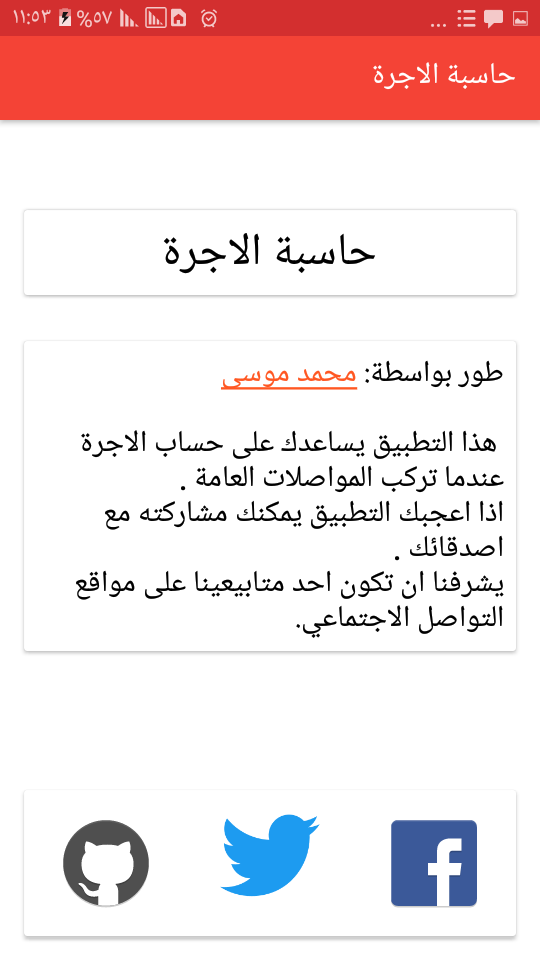 ١١:٥٣ %٥٧ ...
حاسبة الاجرة
حاسبة الاجرة
طور بواسطة: محمد موسى
هذا التطبيق يساعدك على حساب الاجرة
عندما تركب المواصلات العامة .
اذا اعجبك التطبيق يمكنك مشاركته مع
اصدقائك .
يشرفنا ان تكون احد متابيعينا على مواقع
التواصل الاجتماعي.